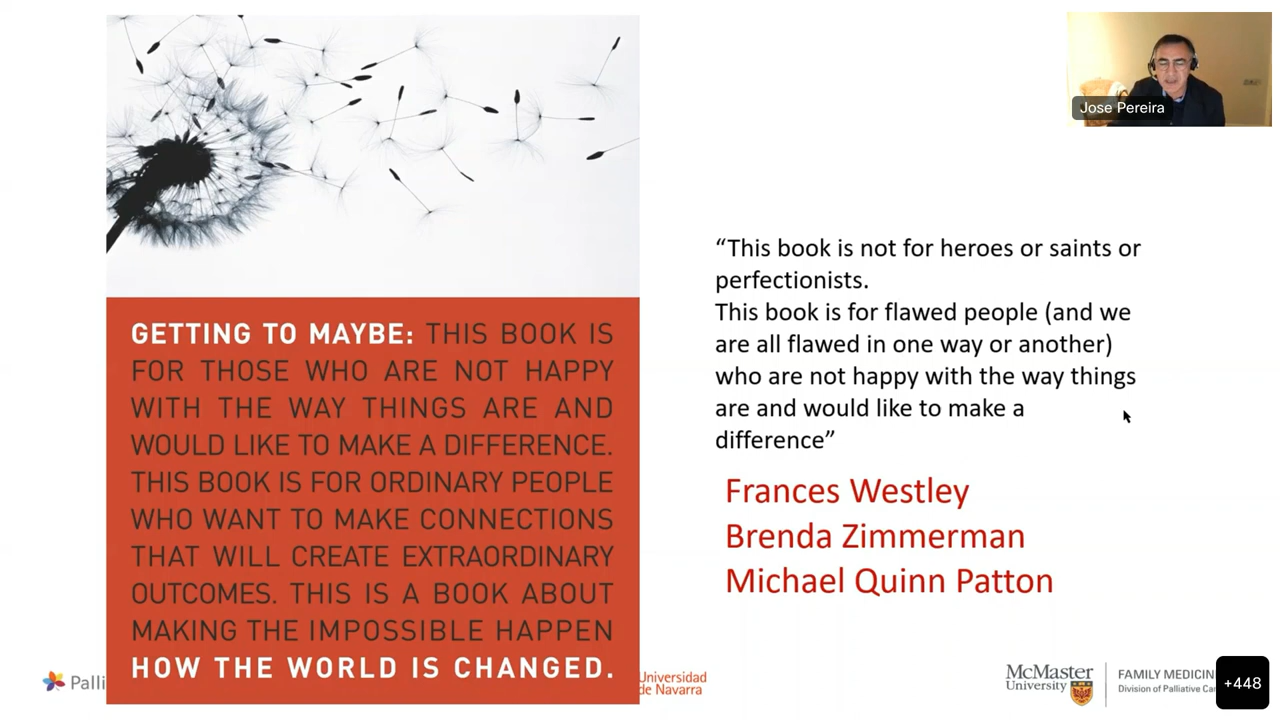 Jose Pereira
GETTING TO MAYBE: THIS BOOK IS
FOR THOSE WHO ARE NOT HAPPY
WITH THE WAY THINGS ARE AND
WOULD LIKE TO MAKE A DIFFERENCE.
THIS BOOK IS FOR ORDINARY PEOPLE
WHO WANT TO MAKE CONNECTIONS
THAT WILL CREATE EXTRAORDINARY
OUTCOMES. THIS IS A BOOK ABOUT
MAKING THE IMPOSSIBLE HAPPEN
HOW THE WORLD IS CHANGED.
“This book is not for heroes or saints or
perfectionists.
This book is for flawed people (and we
are all flawed in one way or another)
who are not happy with the way things
are and would like to make a
difference”
Frances Westley
Brenda Zimmerman
Michael Quinn Patton
Palli
Universidad
de Navarra
McMaster
University
FAMILY MEDICIN
Division of Palliative Ca
+448